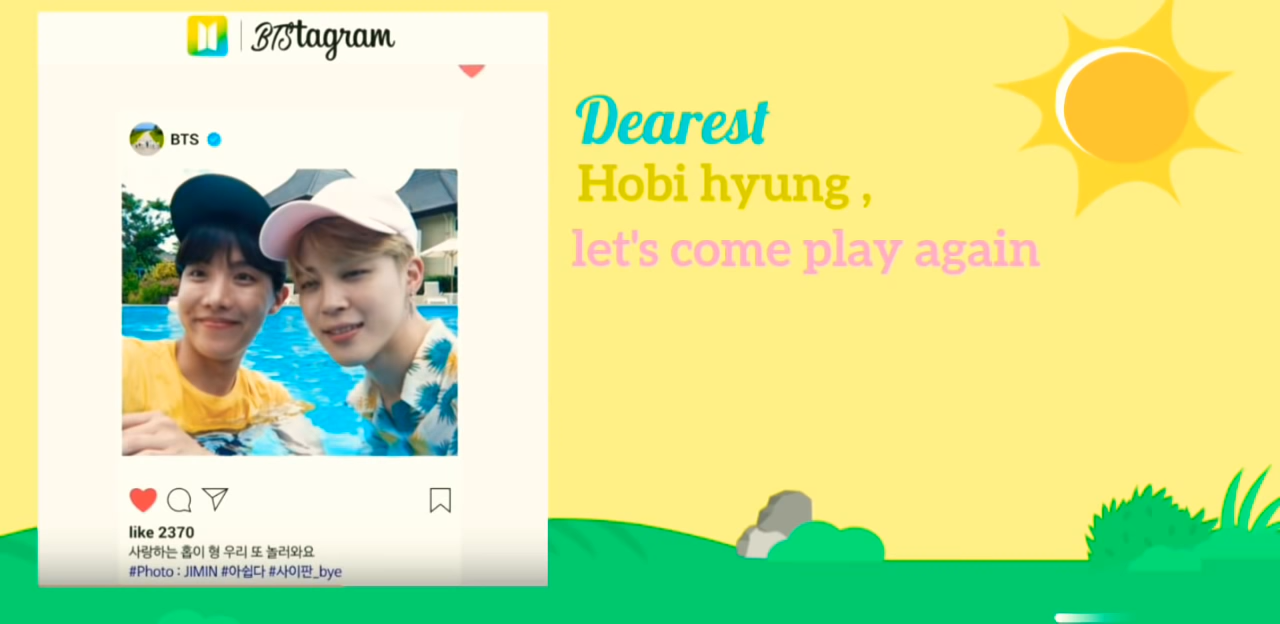 BTStagram
BTS
like 2370
사랑하는 홉이 형 우리 또 놀러와요
#Photo : JIMIN #아쉽다 #사이판_bye
Dearest
Hobi hyung ,
let's come play again